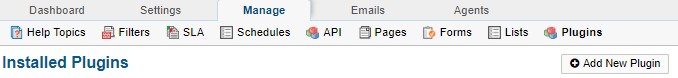 Dashboard Settings Manage Emails Agents
Help Topics Filters SLA Schedules API Pages Forms Lists Plugins
Installed Plugins Add New Plugin